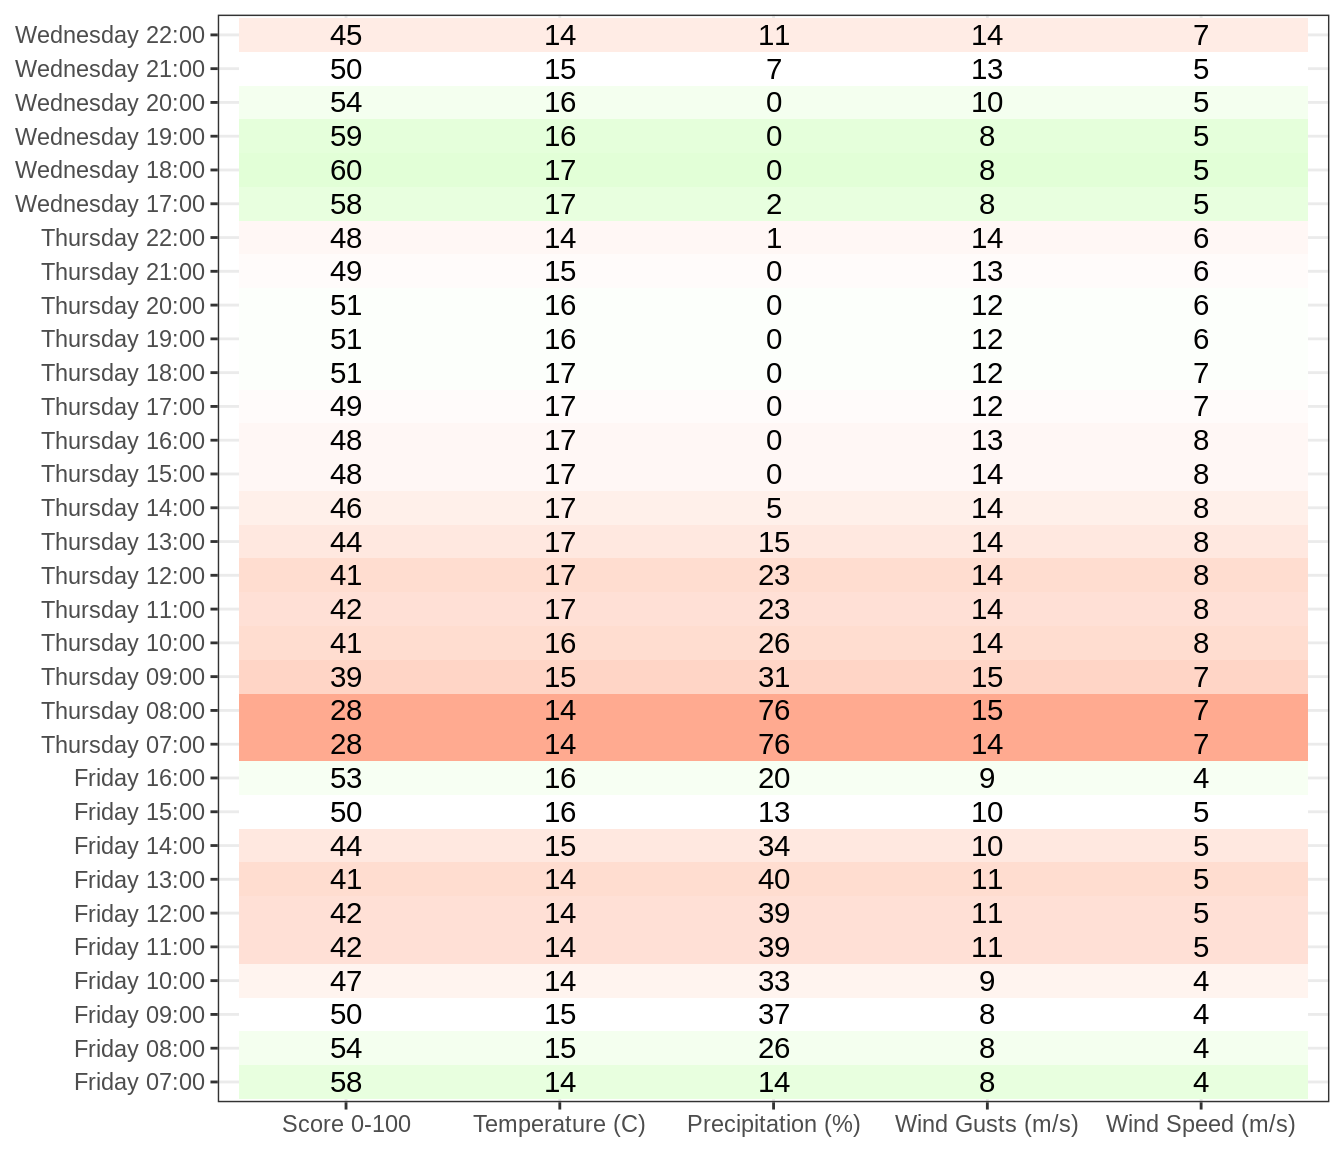 Wednesday 22:00 45 14 11 14 7
Wednesday 21:00 50 15 7 13 5
Wednesday 20:00 54 16 0 10 5
Wednesday 19:00 59 16 0 8 5
Wednesday 18:00 60 17 0 8 5
Wednesday 17:00 58 17 2 8 5
Thursday 22:00 48 14 1 14 6
Thursday 21:00 49 15 0 13 6
Thursday 20:00 51 16 0 12 6
Thursday 19:00 51 16 0 12 6
Thursday 18:00 51 17 0 12 7
Thursday 17:00 49 17 0 12 7
Thursday 16:00 48 17 0 13 8
Thursday 15:00 48 17 0 14 8
Thursday 14:00 46 17 5 14 8
Thursday 13:00 44 17 15 14 8
Thursday 12:00 41 17 23 14 8
Thursday 11:00 42 17 23 14 8
Thursday 10:00 41 16 26 14 8
Thursday 09:00 39 15 31 15 7
Thursday 08:00 28 14 76 15 7
Thursday 07:00 28 14 76 14 7
Friday 16:00 53 16 20 9 4
Friday 15:00 50 16 13 10 5
Friday 14:00 44 15 34 10 5
Friday 13:00 41 14 40 11 5
Friday 12:00 42 14 39 11 5
Friday 11:00 42 14 39 11 5
Friday 10:00 47 14 33 9 4
Friday 09:00 50 15 37 8 4
Friday 08:00 54 15 26 8 4
Friday 07:00 58 14 14 8 4
Score 0-100 Temperature (C) Precipitation (%) Wind Gusts (m/s) Wind Speed (m/s)